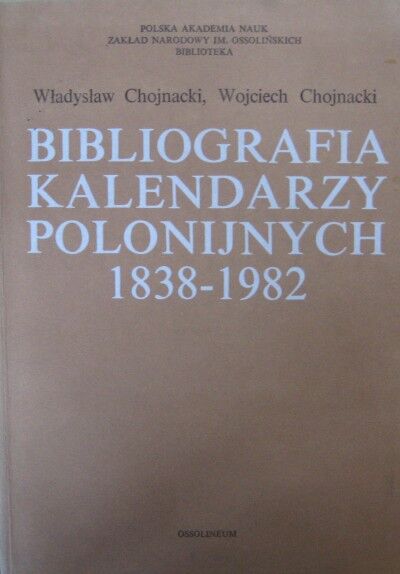 POLSKA AKADEMIA NAUK
ZAKŁAD NARODOWY IM. OSSOLIŃSKICH
BIBLIOTEKA
Władysław Chojnacki, Wojciech Chojnacki
BIBLIOGRAFIA
KALENDARZY
POLONIJNYCH
1838-1982
OSSOLINEUM